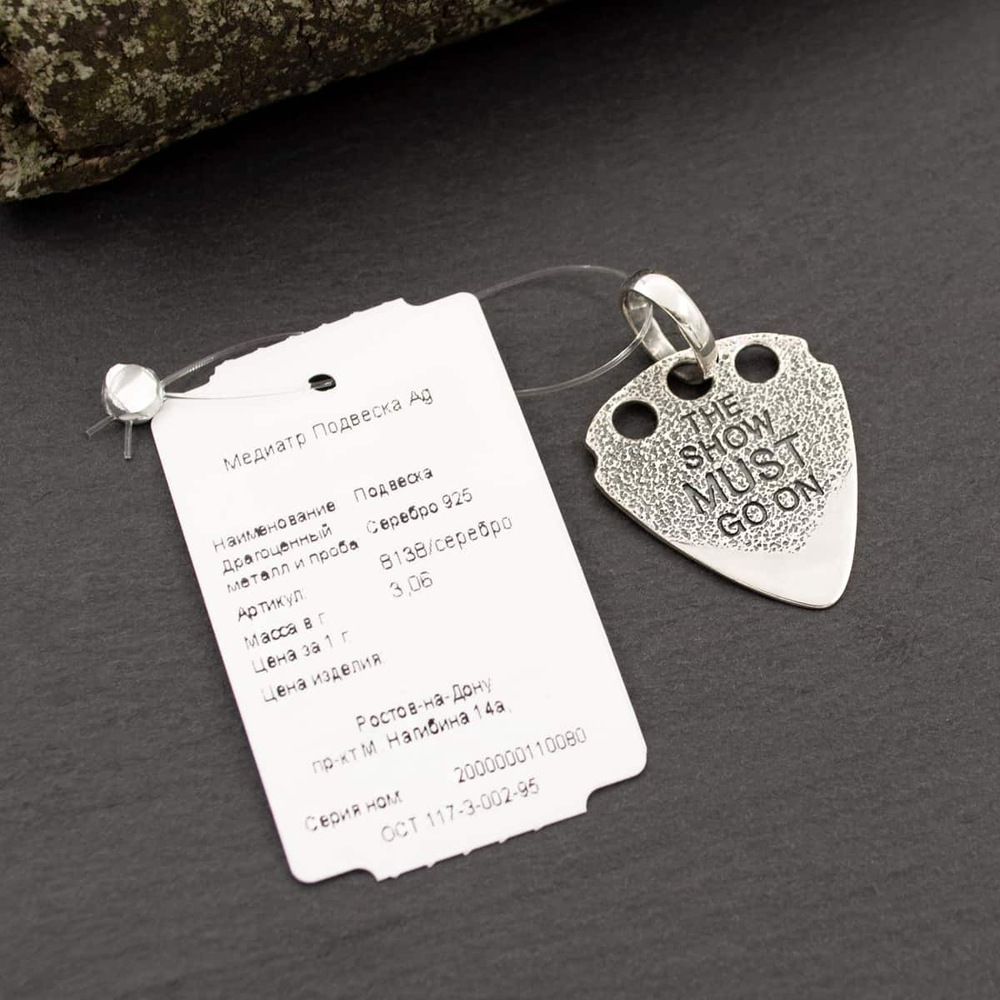 Медиатр Подвеска Ag
Наименование Подвеска
Драгоценный
металл и проба Серебро 925
Артикул: 8138/серебро
Масса в г. 3,06
Цена за 1 г.
Цена изделия:
Ростов-на-Дону
пр-кт М. Нагибина 14а,
Серия ном: 2000000110080
ОСТ 117-3-002-95
THE
SHOW
MUST
GO ON